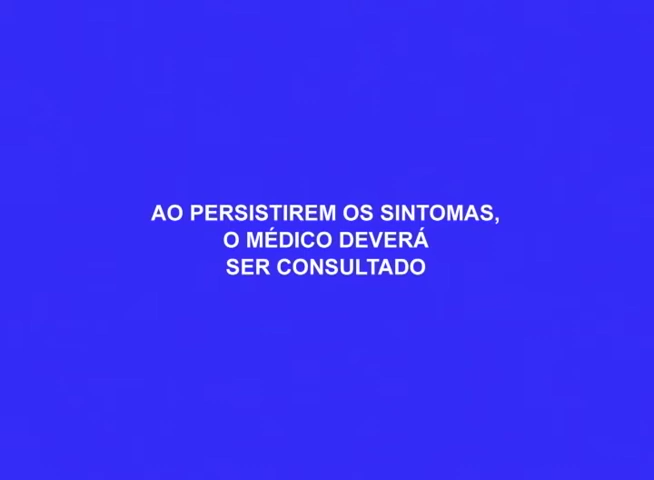 AO PERSISTIREM OS SINTOMAS,
O MÉDICO DEVERÁ
SER CONSULTADO